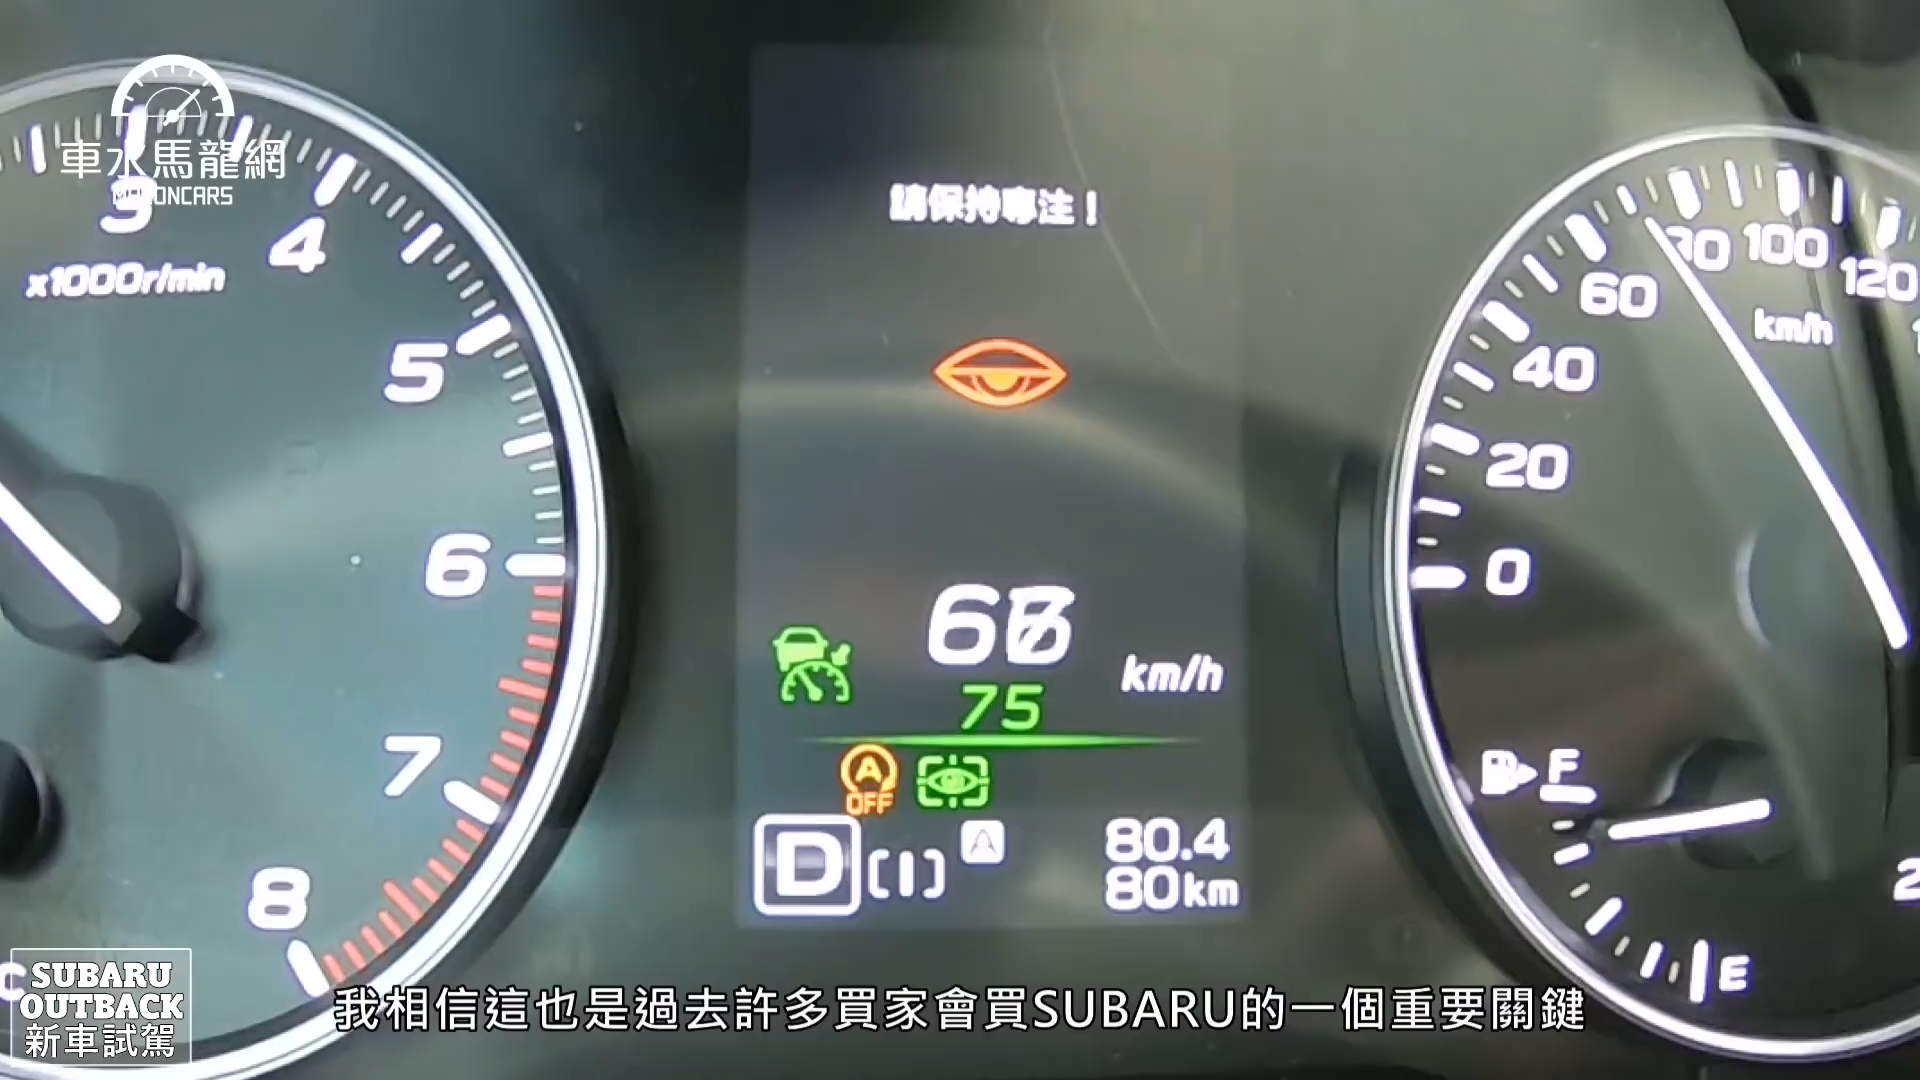 車水馬龍網
3
4
x1000r/min
5
6
7
8
C
請保持專注！
km/h
75
A
OFF
D
A
80.4
80km
0
20
40
60
80
100
120
km/h
F
E
SUBARU
OUTBACK
新車試駕
我相信這也是過去許多買家會買SUBARU的一個重要關鍵